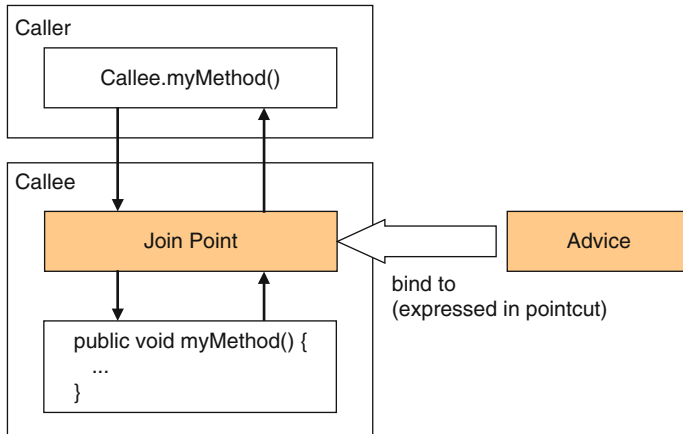 Caller
Callee.myMethod()
Callee
Join Point
Advice
bind to
(expressed in pointcut)
public void myMethod() {
...
}